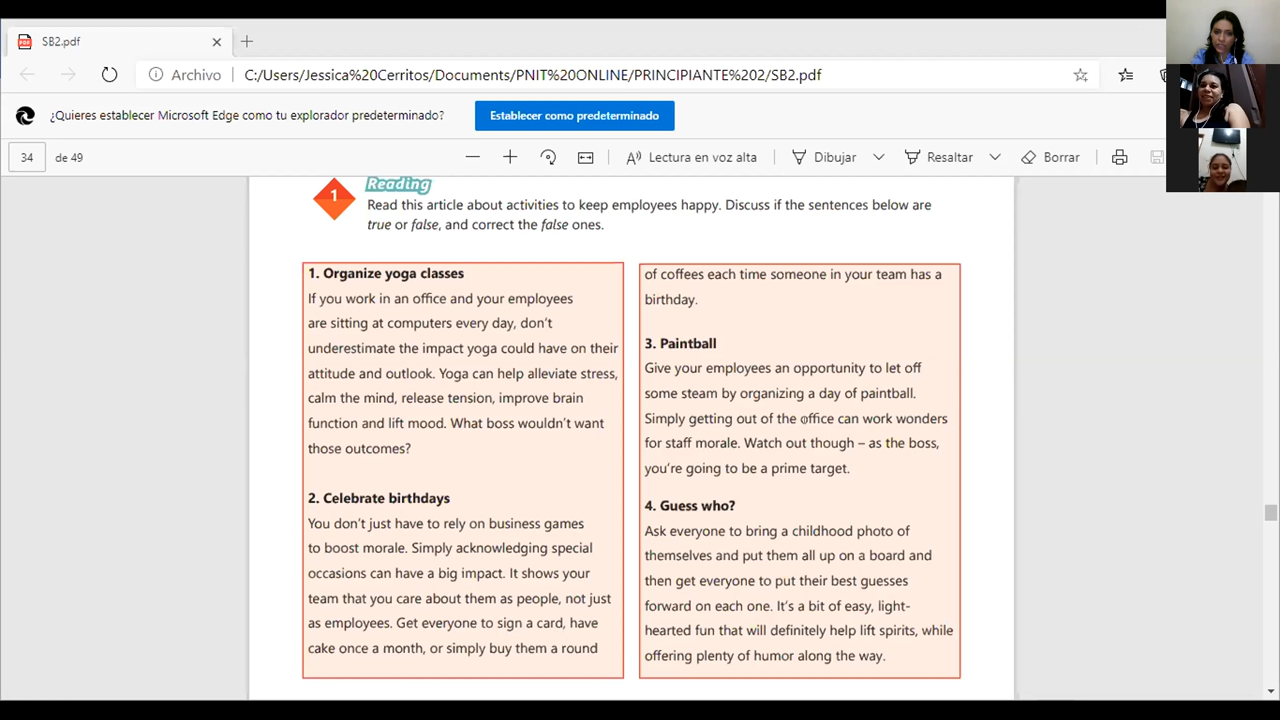 SB2.pdf
Archivo
C:/Users/Jessica%20Cerritos/Documents/PNIT%20ONLINE/PRINCIPIANTE%202/SB2.pdf
¿Quieres establecer Microsoft Edge como tu explorador predeterminado?
Establecer como predeterminado
34 de 49
Lectura en voz alta
Dibujar
Resaltar
Borrar
1
Reading
Read this article about activities to keep employees happy. Discuss if the sentences below are
true or false, and correct the false ones.
1. Organize yoga classes
If you work in an office and your employees
are sitting at computers every day, don't
underestimate the impact yoga could have on their
attitude and outlook. Yoga can help alleviate stress,
calm the mind, release tension, improve brain
function and lift mood. What boss wouldn't want
those outcomes?
2. Celebrate birthdays
You don't just have to rely on business games
to boost morale. Simply acknowledging special
occasions can have a big impact. It shows your
team that you care about them as people, not just
as employees. Get everyone to sign a card, have
cake once a month, or simply buy them a round
of coffees each time someone in your team has a
birthday.
3. Paintball
Give your employees an opportunity to let off
some steam by organizing a day of paintball.
Simply getting out of the office can work wonders
for staff morale. Watch out though – as the boss,
you're going to be a prime target.
4. Guess who?
Ask everyone to bring a childhood photo of
themselves and put them all up on a board and
then get everyone to put their best guesses
forward on each one. It's a bit of easy, light-
hearted fun that will definitely help lift spirits, while
offering plenty of humor along the way.